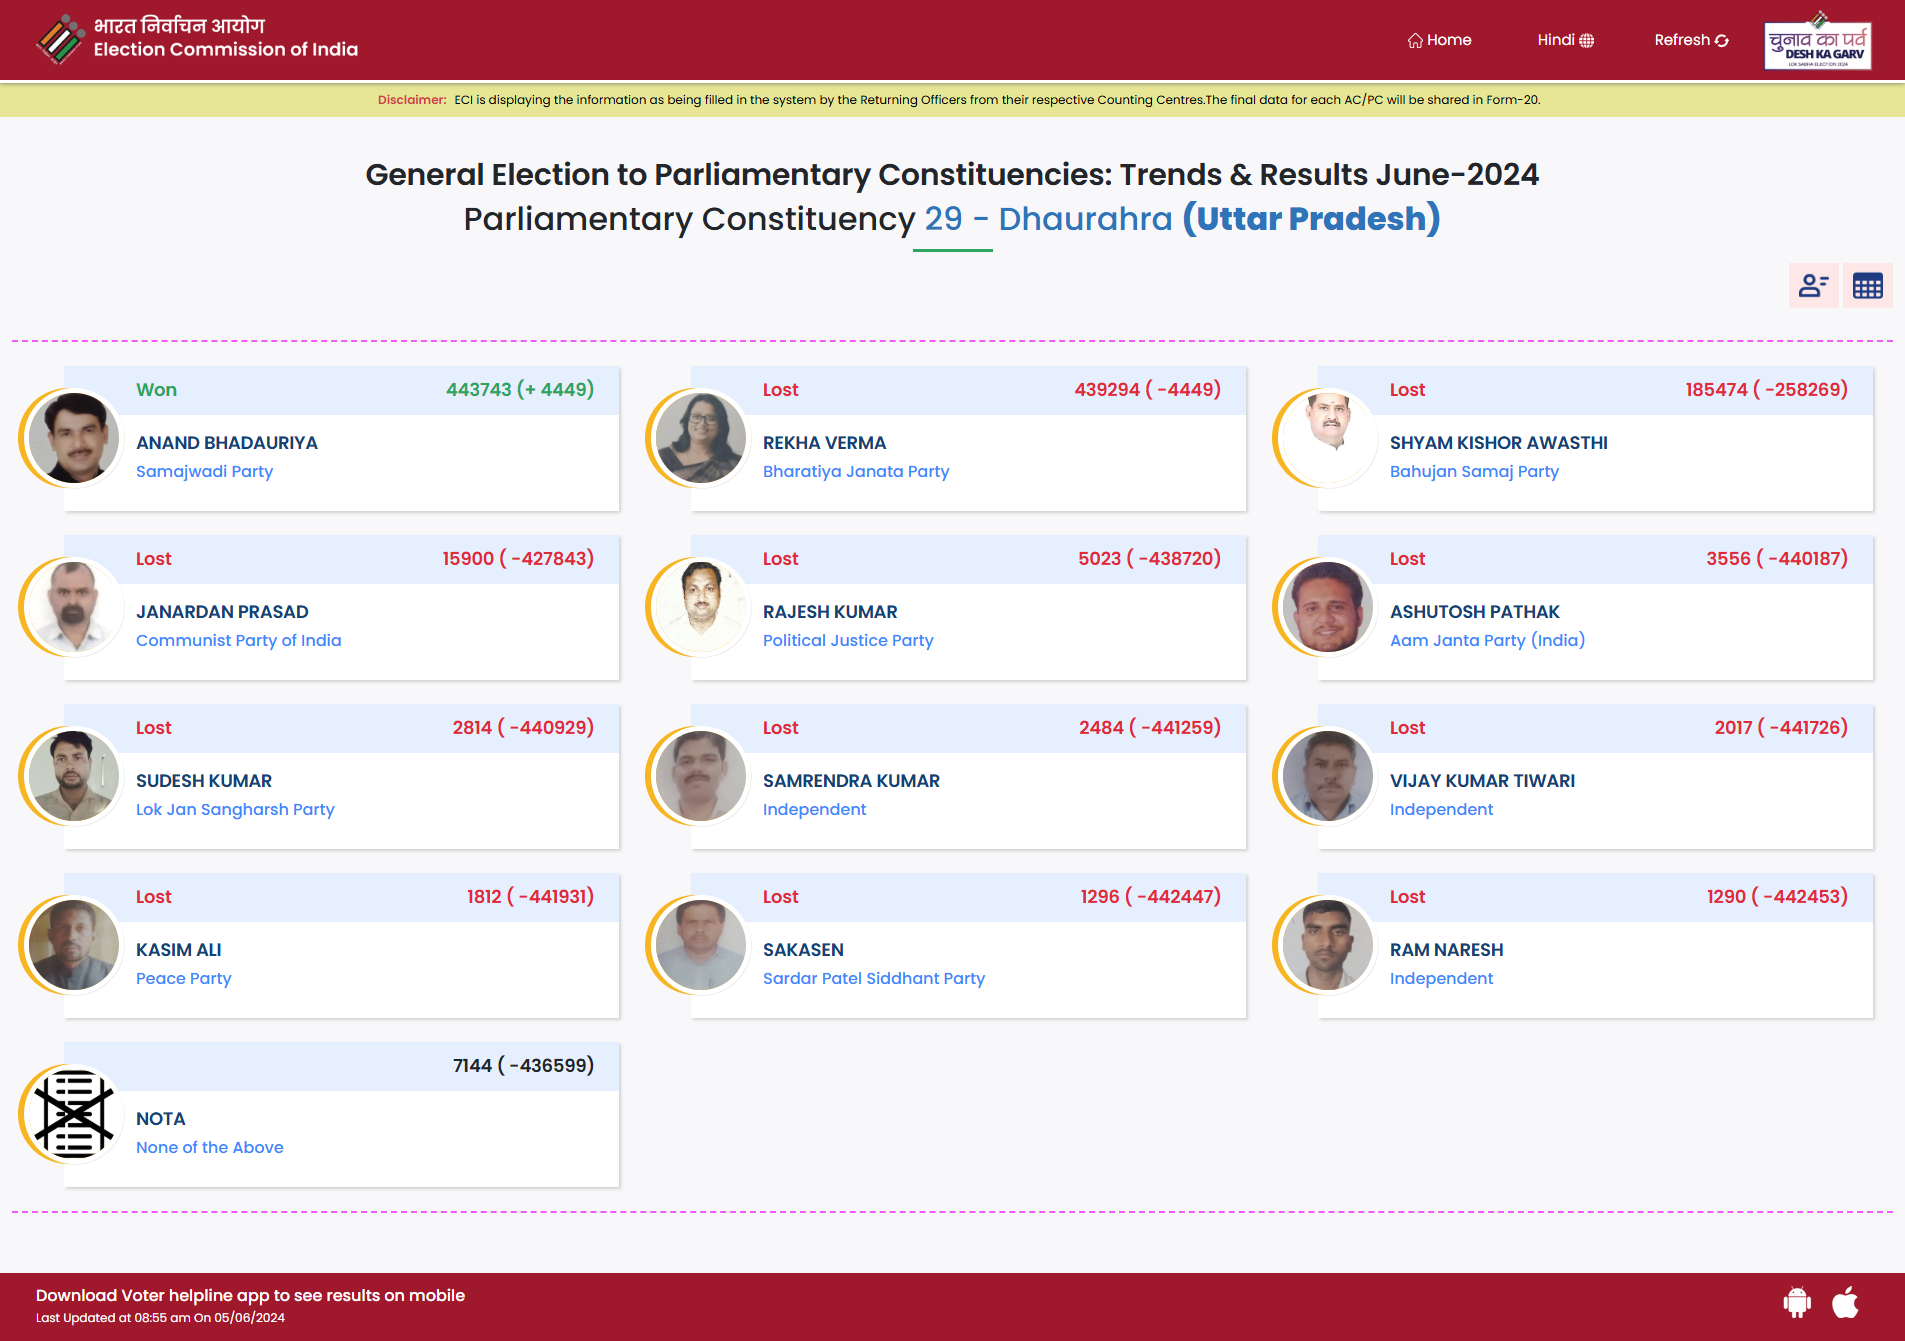 भारत निर्वाचन आयोग
Election Commission of India
Home
Hindi
Refresh
चुनाव का पर्व
DESH KA GARV
LOK SABHA ELECTION 2024
Disclaimer: ECI is displaying the information as being filled in the system by the Returning Officers from their respective Counting Centres.The final data for each AC/PC will be shared in Form-20.
General Election to Parliamentary Constituencies: Trends & Results June-2024
Parliamentary Constituency 29 - Dhaurahra (Uttar Pradesh)
Won 443743 (+ 4449)
ANAND BHADAURIYA
Samajwadi Party
Lost 439294 ( -4449)
REKHA VERMA
Bharatiya Janata Party
Lost 185474 ( -258269)
SHYAM KISHOR AWASTHI
Bahujan Samaj Party
Lost 15900 ( -427843)
JANARDAN PRASAD
Communist Party of India
Lost 5023 ( -438720)
RAJESH KUMAR
Political Justice Party
Lost 3556 ( -440187)
ASHUTOSH PATHAK
Aam Janta Party (India)
Lost 2814 ( -440929)
SUDESH KUMAR
Lok Jan Sangharsh Party
Lost 2484 ( -441259)
SAMRENDRA KUMAR
Independent
Lost 2017 ( -441726)
VIJAY KUMAR TIWARI
Independent
Lost 1812 ( -441931)
KASIM ALI
Peace Party
Lost 1296 ( -442447)
SAKASEN
Sardar Patel Siddhant Party
Lost 1290 ( -442453)
RAM NARESH
Independent
7144 ( -436599)
NOTA
None of the Above
Download Voter helpline app to see results on mobile
Last Updated at 08:55 am On 05/06/2024